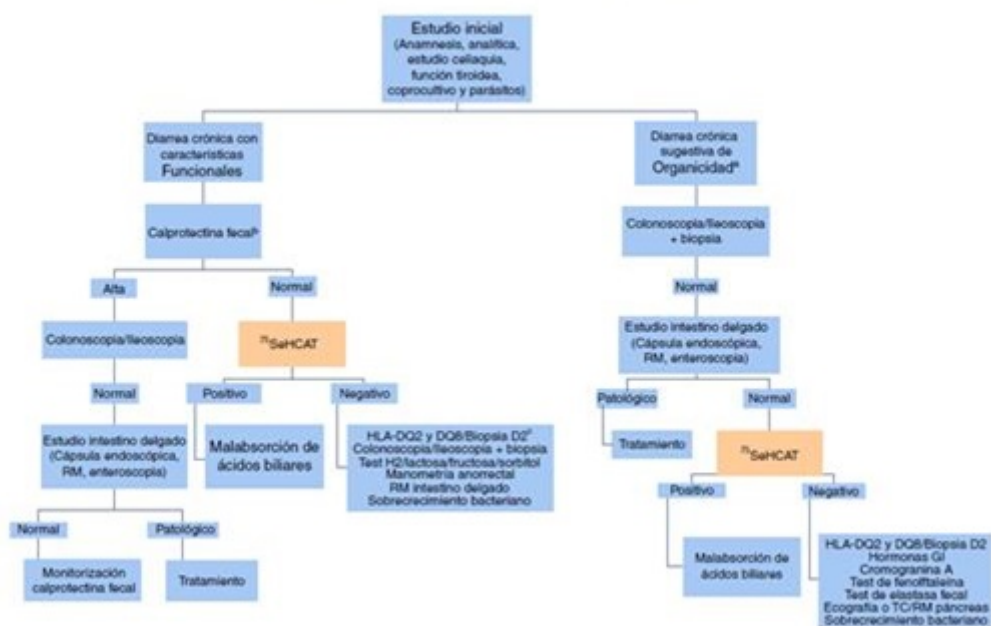 Estudio inicial
(Anamnesis, analítica,
estudio celiaquia,
función tiroidea,
coprocultivo y parásitos)
Diarrea crónica con
características
Funcionales
Calprotectina fecal
Alta
Normal
Colonoscopia/Ileoscopia
Normal
Estudio intestino delgado
(Cápsula endoscópica,
RM, enteroscopia)
Normal
Patológico
Monitorización
calprotectina fecal
Tratamiento
SeHCAT
Positivo
Negativo
Malabsorción de
ácidos biliares
HLA-DQ2 y DQ8/Biopsia D2
Colonoscopia/Ileoscopia + biopsia
Test H2/lactosa/fructosa/sorbitol
Manometría anorrectal
RM intestino delgado
Sobrecrecimiento bacteriano
Diarrea crónica
sugestiva de
Organicidad
Colonoscopia/Ileoscopia
+ biopsia
Normal
Estudio intestino delgado
(Cápsula endoscópica,
RM, enteroscopia)
Patológico
Normal
Tratamiento
SeHCAT
Positivo
Negativo
Malabsorción de
ácidos biliares
HLA-DQ2 y DQ8/Biopsia D2
Hormonas GI
Cromogranina A
Test de fenolftaleína
Test de elastasa fecal
Ecografía o TC/RM páncreas
Sobrecrecimiento bacteriano